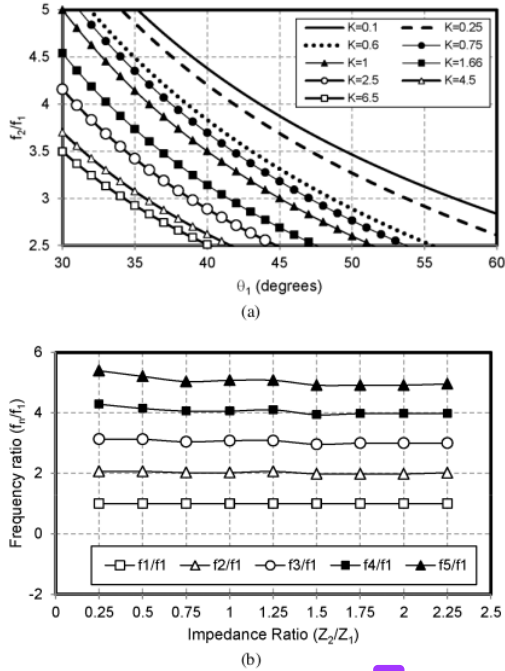 5
4.5
4
3.5
3
2.5
f2/f1
K=0.1
K=0.25
K=0.6
K=0.75
K=1
K=1.66
K=2.5
K=4.5
K=6.5
30
35
40
45
50
55
60
θ1 (degrees)
(a)
6
4
2
0
-2
Frequency ratio (fn/f1)
f1/f1
f2/f1
f3/f1
f4/f1
f5/f1
0
0.25
0.5
0.75
1
1.25
1.5
1.75
2
2.25
2.5
Impedance Ratio (Z2/Z1)
(b)